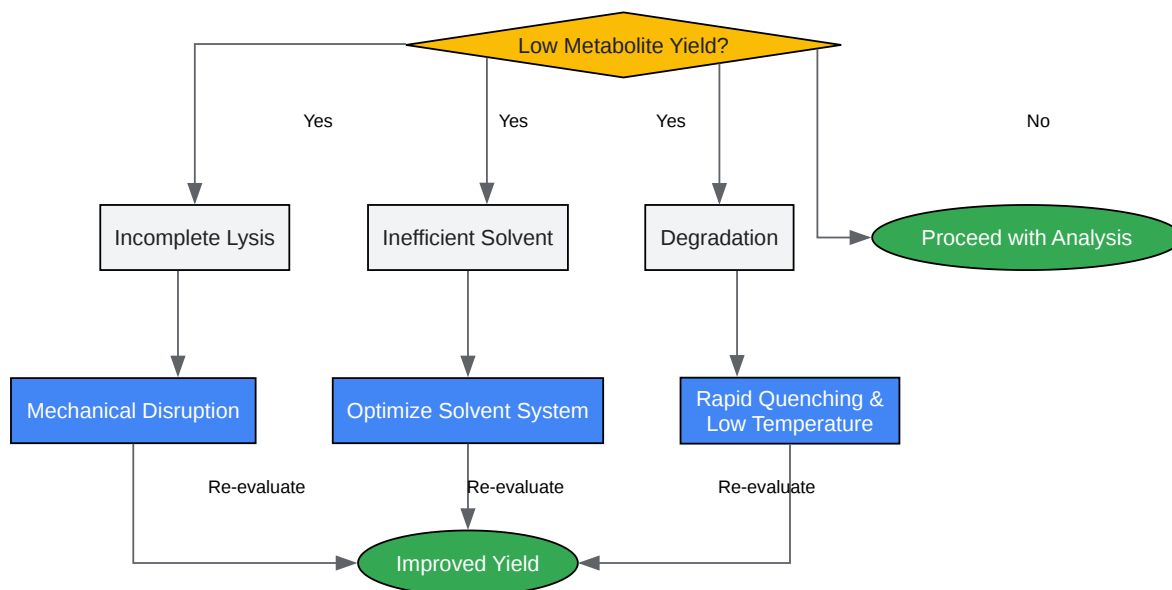 Low Metabolite Yield?
Yes
Yes
Yes
No
Incomplete Lysis
Inefficient Solvent
Degradation
Proceed with Analysis
Mechanical Disruption
Optimize Solvent System
Rapid Quenching &
Low Temperature
Re-evaluate
Re-evaluate
Re-evaluate
Improved Yield